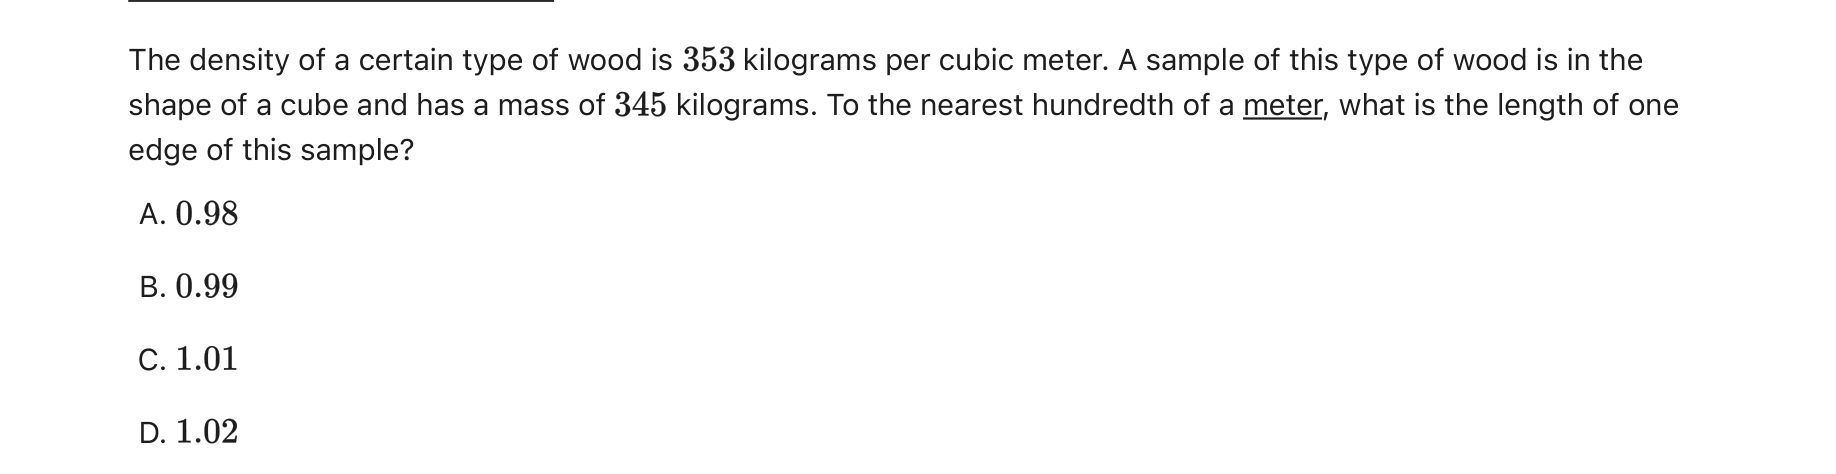 The density of a certain type of wood is 353 kilograms per cubic meter. A sample of this type of wood is in the
shape of a cube and has a mass of 345 kilograms. To the nearest hundredth of a meter, what is the length of one
edge of this sample?
A. 0.98
B. 0.99
C. 1.01
D. 1.02